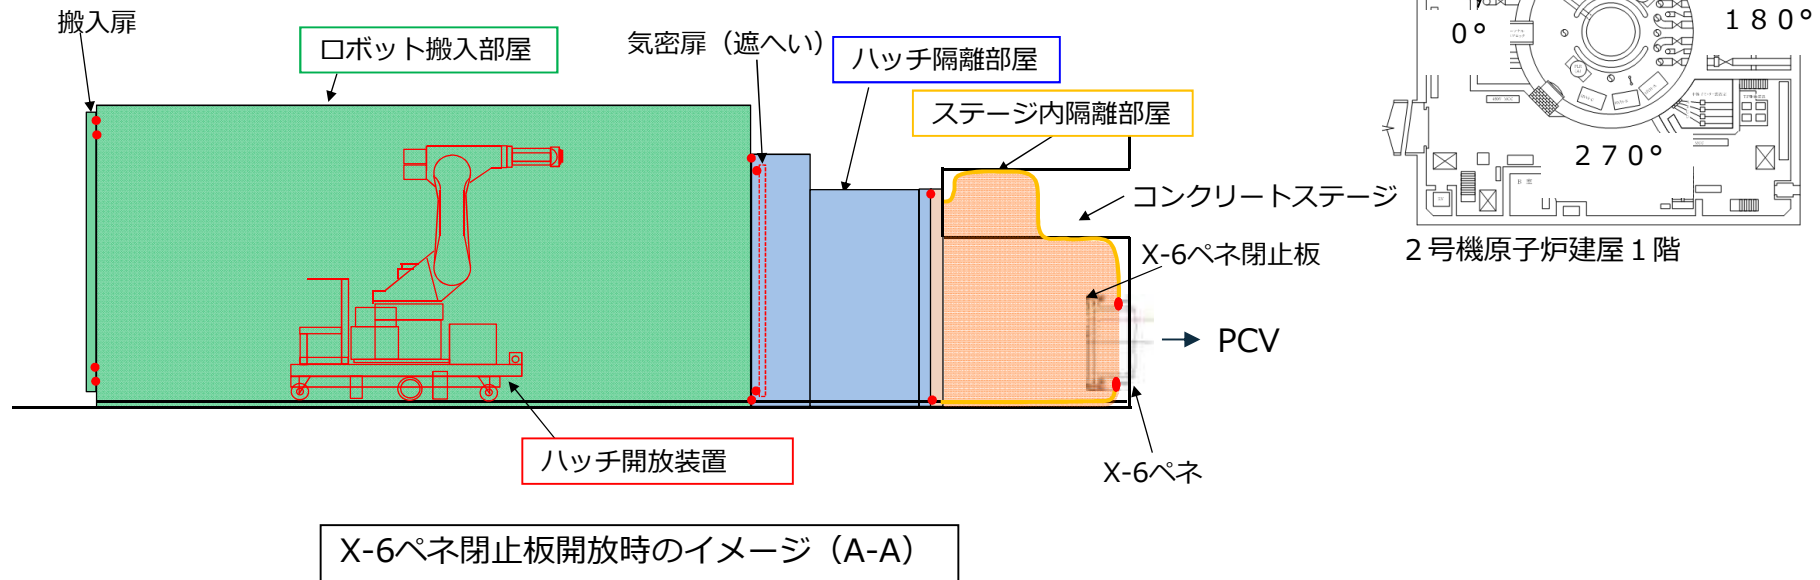 搬入扉
ロボット搬入部屋
気密扉（遮へい）
ハッチ隔離部屋
ステージ内隔離部屋
コンクリートステージ
X-6ペネ閉止板
PCV
X-6ペネ
ハッチ開放装置
X-6ペネ閉止板開放時のイメージ（A-A）
0°
180°
270°
２号機原子炉建屋１階